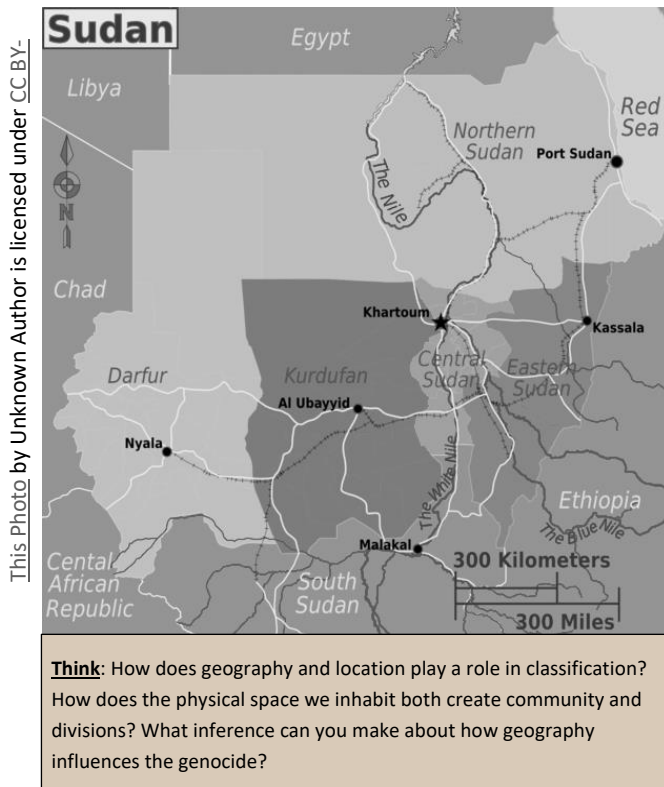 This Photo by Unknown Author is licensed under CC BY-
Sudan
Egypt
Libya
Red
Sea
Northern
Sudan
Port Sudan
The Nile
N
Chad
Khartoum
Kassala
Darfur
Kurdufan
Central
Sudan
Eastern
Sudan
Al Ubayyid
Nyala
The White Nile
Ethiopia
The Blue Nile
Malakal
Cental
African
Republic
South
Sudan
300 Kilometers
300 Miles
Think: How does geography and location play a role in classification?
How does the physical space we inhabit both create community and
divisions? What inference can you make about how geography
influences the genocide?